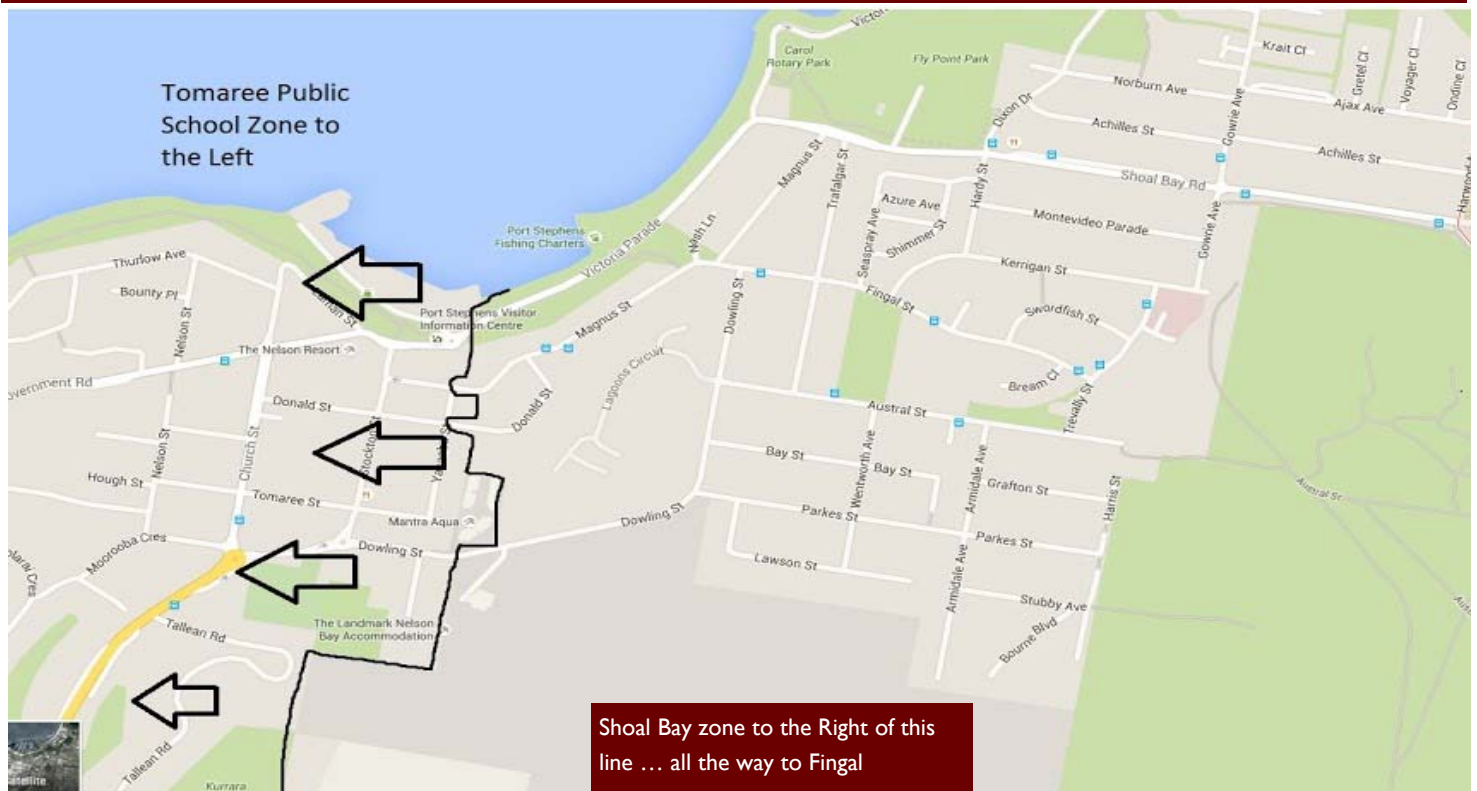 Tomaree Public
School Zone to
the Left
Carol
Rotary Park
Fly Point Park
Krait Cl
Gretel Cl
Voyager Cl
Ondine Cl
Norburn Ave
Ajax Ave
Dixon Dr
Gowrie Ave
Achilles St
Achilles St
Shoal Bay Rd
Magnus St
Trafalgar St
Hardy St
Azure Ave
Seaspray Ave
Shimmer St
Montevideo Parade
Gowrie Ave
Port Stephens
Fishing Charters
Victoria Parade
Nash Ln
Kerrigan St
Thurlow Ave
Bounty Pl
Nelson St
Port Stephens Visitor
Information Centre
Magnus St
Dowling St
Fingal St
Swordfish St
The Nelson Resort
Lagoons Circuit
Bream Cl
Trevally St
Donald St
Donald St
Austral St
Nelson St
Church St
Stockton St
Bay St
Bay St
Wentworth Ave
Armidale Ave
Grafton St
Harris St
Austral St
Hough St
Tomaree St
Mantra Aqua
Dowling St
Parkes St
Parkes St
Moorooba Cres
Dowling St
Lawson St
Armidale Ave
Stubby Ave
Bourne Blvd
Tallean Rd
The Landmark Nelson
Bay Accommodation
Tallean Rd
Kurrara
Shoal Bay zone to the Right of this
line … all the way to Fingal